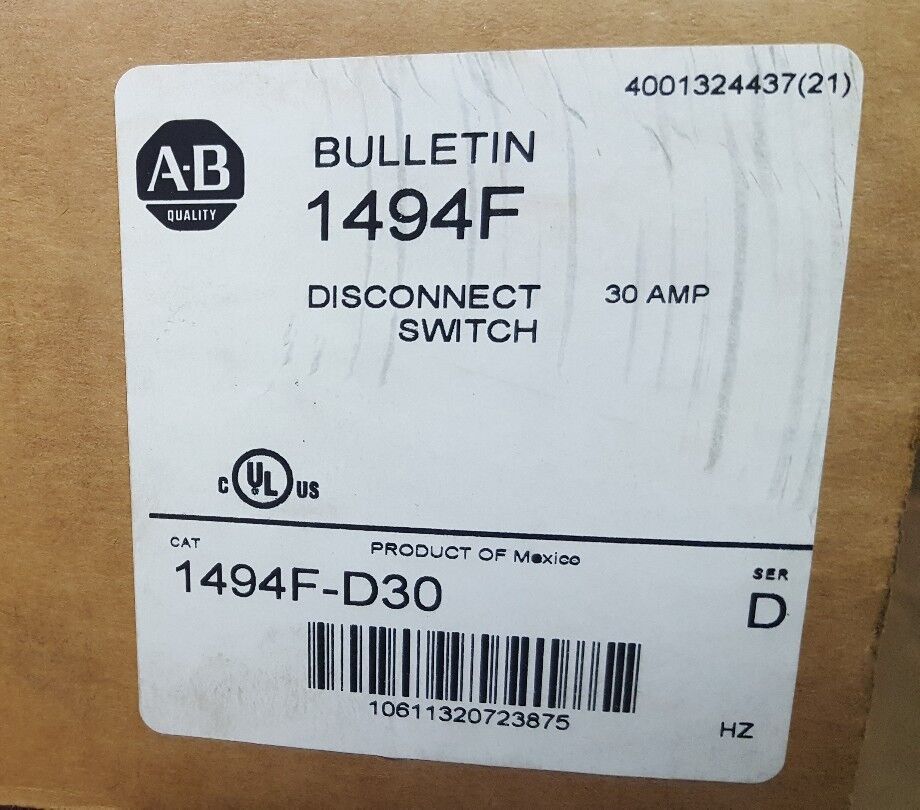 4001324437(21)
A-B
QUALITY
BULLETIN
1494F
DISCONNECT 30 AMP
SWITCH
C UL US
CAT PRODUCT OF Mexico SER
1494F-D30 D
10611320723875
HZ